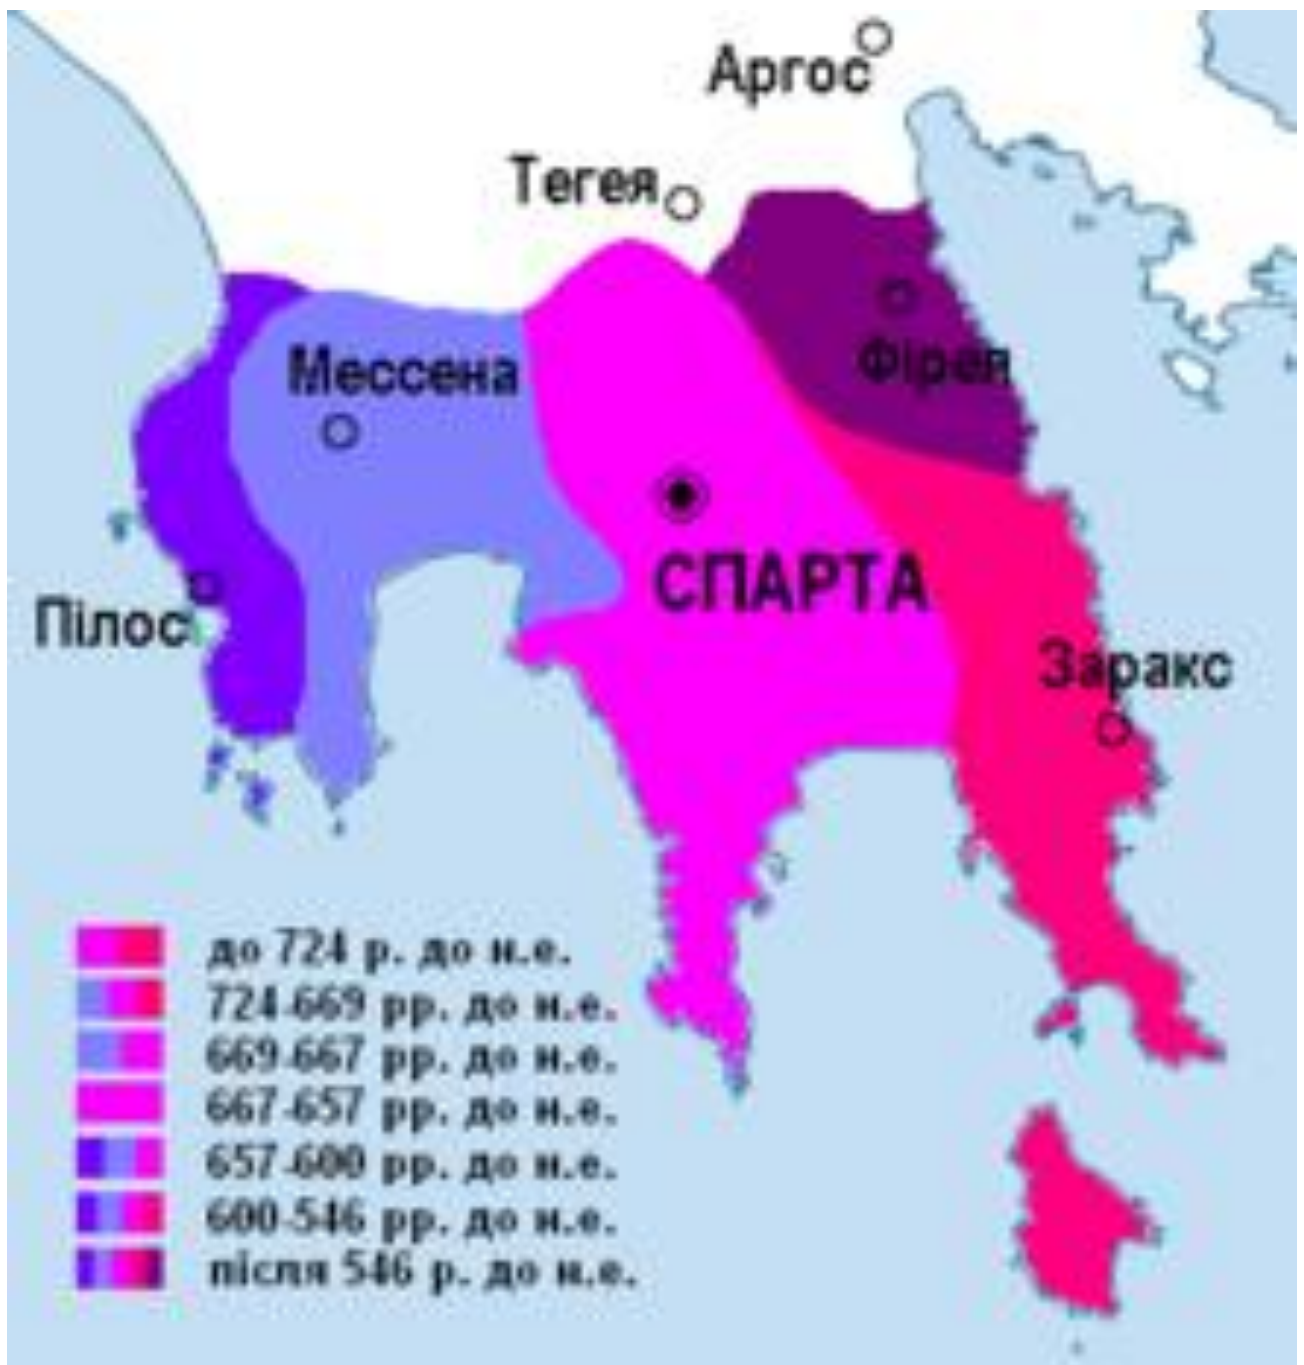 Аргос
Тегея
Фірея
Мессена
СПАРТА
Пілос
Заракс
до 724 р. до н.е.
724-669 рр. до н.е.
669-667 рр. до н.е.
667-657 рр. до н.е.
657-600 рр. до н.е.
600-546 рр. до н.е.
після 546 р. до н.е.